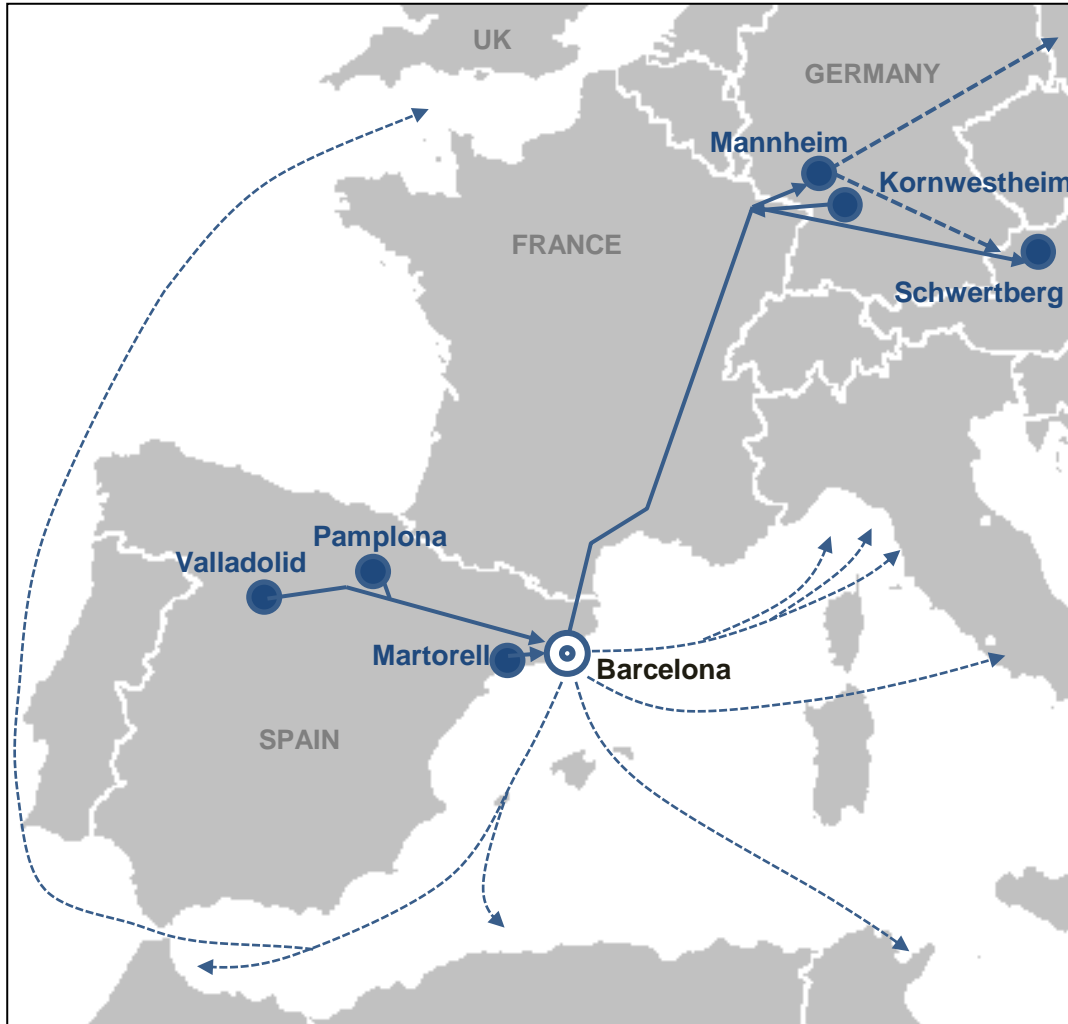 UK
GERMANY
Mannheim
Kornwestheim
FRANCE
Schwertberg
Pamplona
Valladolid
Martorell
Barcelona
SPAIN